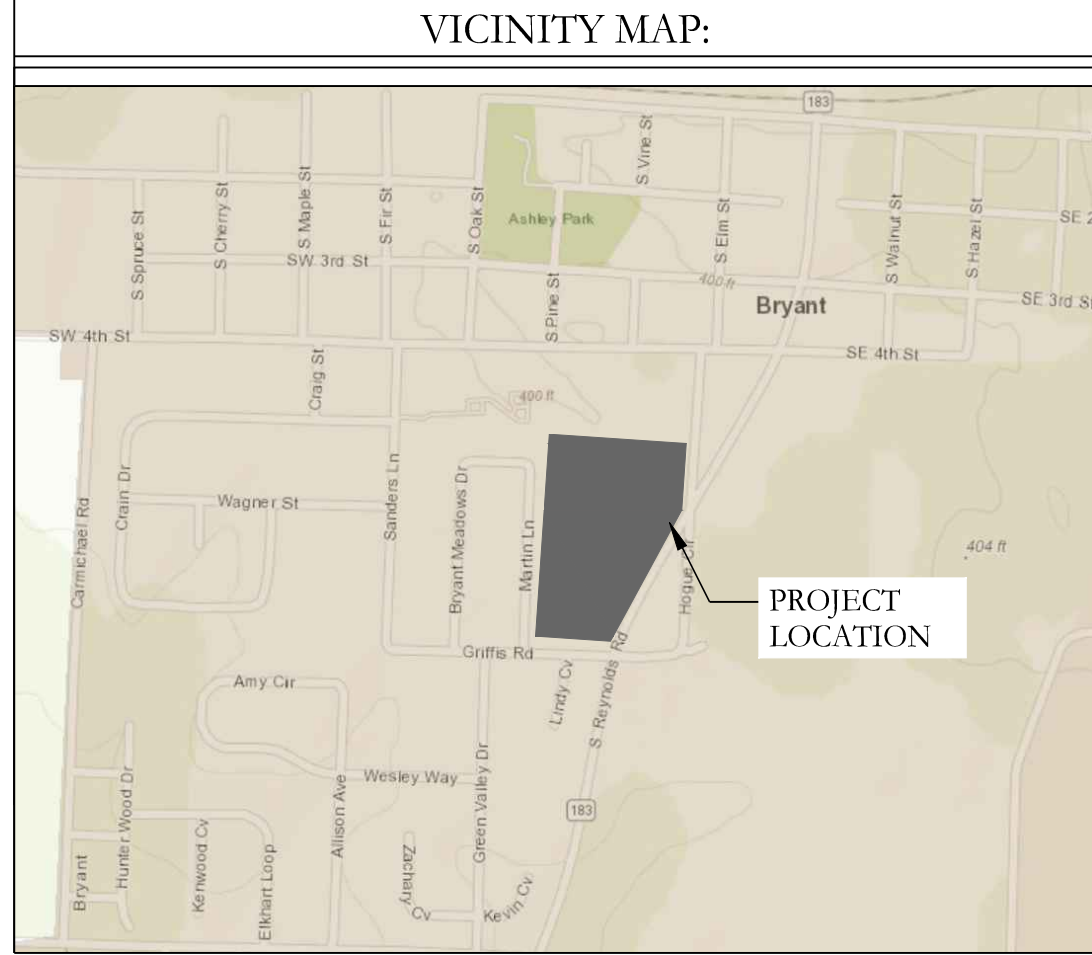 VICINITY MAP:
183
S Vine St
S Spruce St
S Cherry St
S Maple St
S Fir St
S Oak St
Ashley Park
S Elm St
S Walnut St
S Hazel St
SE 2
SW 3rd St
S Pine St
400 ft
Bryant
SE 3rd S
SW 4th St
SE 4th St
Craig St
400 ft
Carmichael Rd
Crain Dr
Wagner St
Sanders Ln
Bryant Meadows Dr
Martin Ln
Hogue Cir
404 ft
PROJECT
LOCATION
Griffis Rd
Lindy Cv
S Reynolds Rd
Amy Cir
Wesley Way
Allison Ave
Green Valley Dr
183
Bryant
Hunter Wood Dr
Kenwood Cv
Elkhart Loop
Zachary
Cv
Kevin Cv